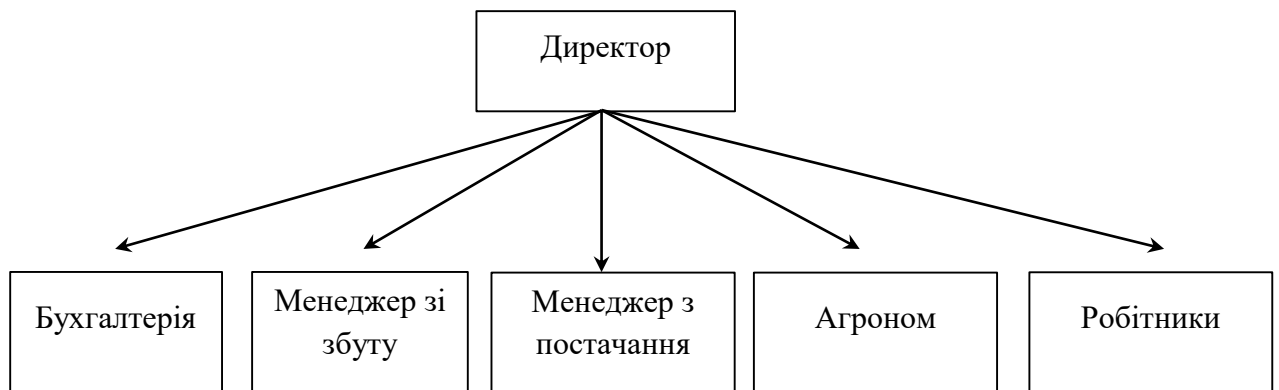 Директор
Бухгалтерія
Менеджер зі
збуту
Менеджер з
постачання
Агроном
Робітники